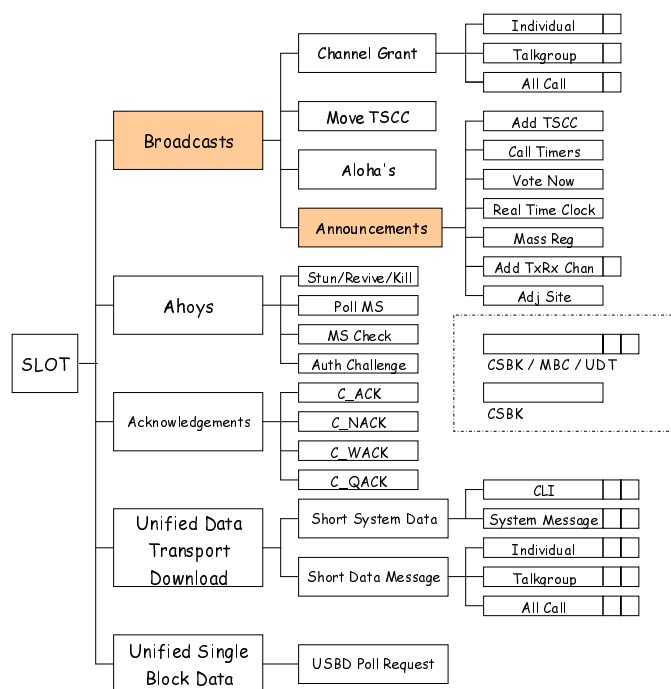 SLOT
Broadcasts
Channel Grant
Individual
Talkgroup
All Call
Move TSCC
Aloha's
Announcements
Add TSCC
Call Timers
Vote Now
Real Time Clock
Mass Reg
Add TxRx Chan
Adj Site
Ahoys
Stun/Revive/Kill
Poll MS
MS Check
Auth Challenge
Acknowledgements
C_ACK
C_NACK
C_WACK
C_QACK
Unified Data
Transport
Download
Short System Data
CLI
System Message
Short Data Message
Individual
Talkgroup
All Call
Unified Single
Block Data
USBD Poll Request
CSBK / MBC / UDT
CSBK